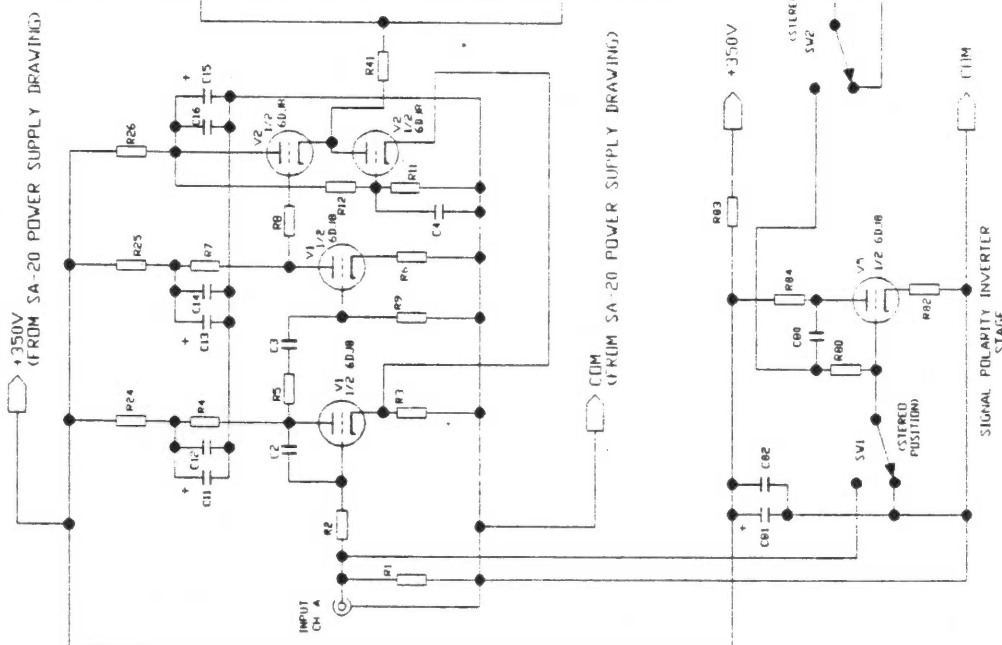 +350V
(FROM SA-20 POWER SUPPLY DRAWING)
R24
R25
R26
C12
+
C11
R4
C14
+
C13
R7
C16
+
C15
R41
V2
1/2
6DJ8
V2
1/2
6DJ8
R8
R12
R11
C4
C2
R5
C3
V1
1/2 6DJ8
V1
1/2
6DJ8
R6
R9
R3
R2
R1
INPUT
CH A
COM
(FROM SA-20 POWER SUPPLY DRAWING)
+350V
R83
R84
C80
R80
V5
1/2 6DJ8
R82
SW1
(STEREO
POSITION)
+
C81
C82
SW2
COM
SIGNAL POLARITY INVERTER
STAGE